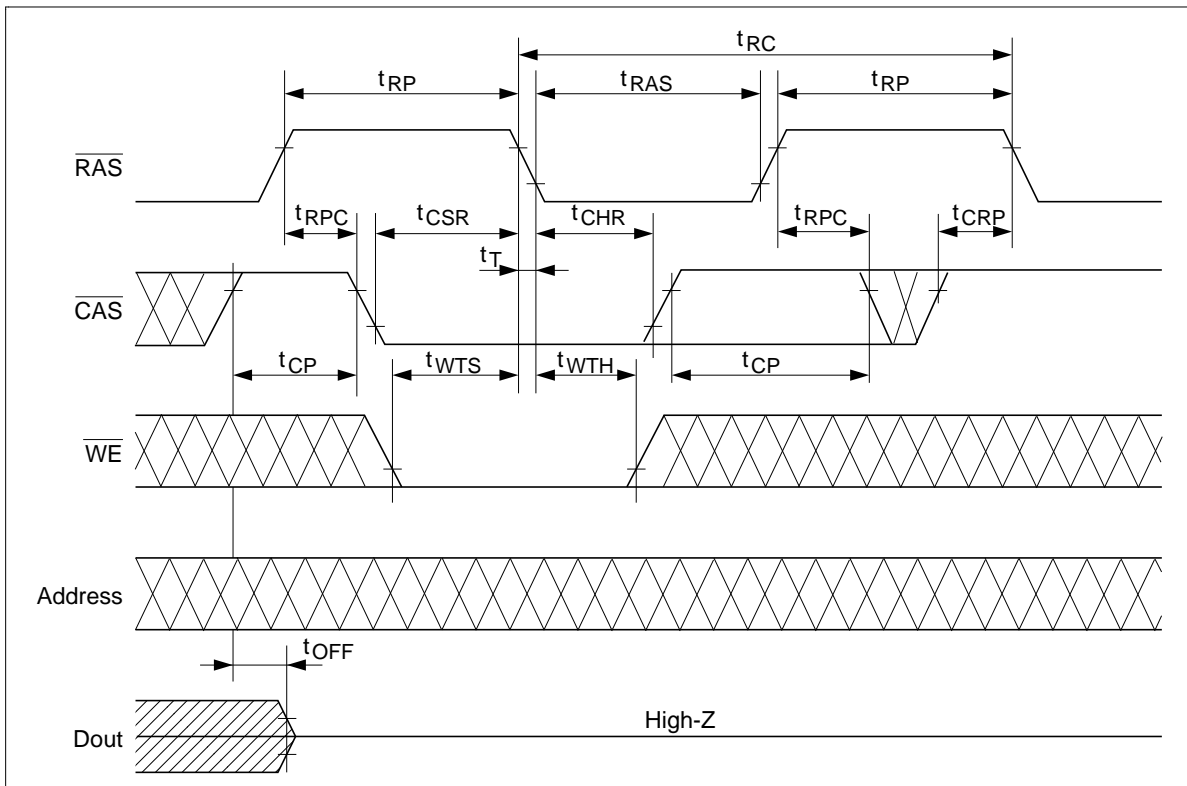 tRC
tRP
tRAS
tRP
RAS
tRPC
tCSR
tCHR
tRPC
tCRP
tT
CAS
tCP
tWTS
tWTH
tCP
WE
Address
tOFF
High-Z
Dout